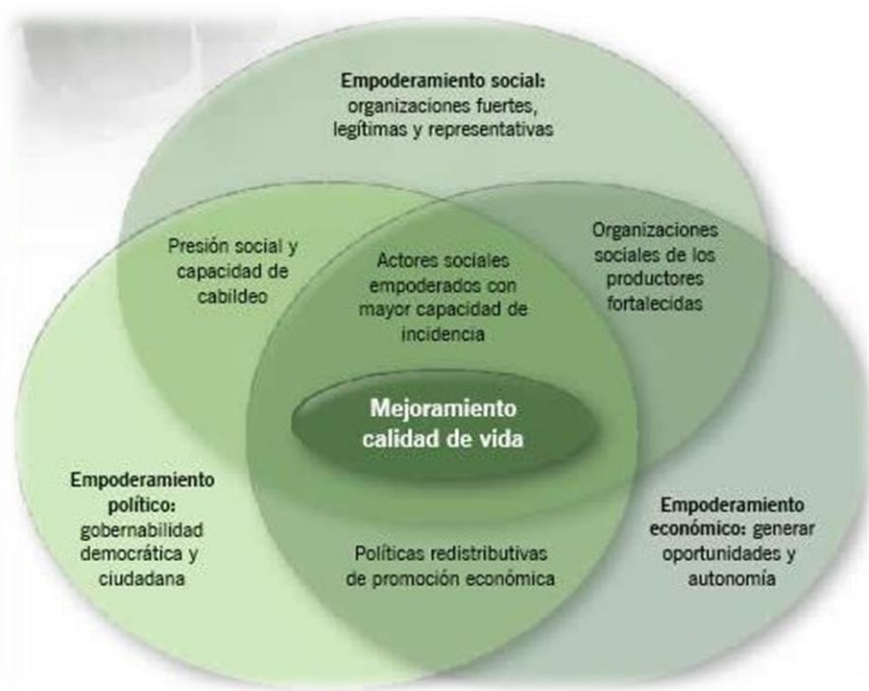 Empoderamiento social:
organizaciones fuertes,
legítimas y representativas
Presión social y
capacidad de
cabildeo
Actores sociales
empoderados con
mayor capacidad de
incidencia
Organizaciones
sociales de los
productores
fortalecidas
Mejoramiento
calidad de vida
Empoderamiento
político:
gobernabilidad
democrática y
ciudadana
Políticas redistributivas
de promoción económica
Empoderamiento
económico: generar
oportunidades y
autonomía